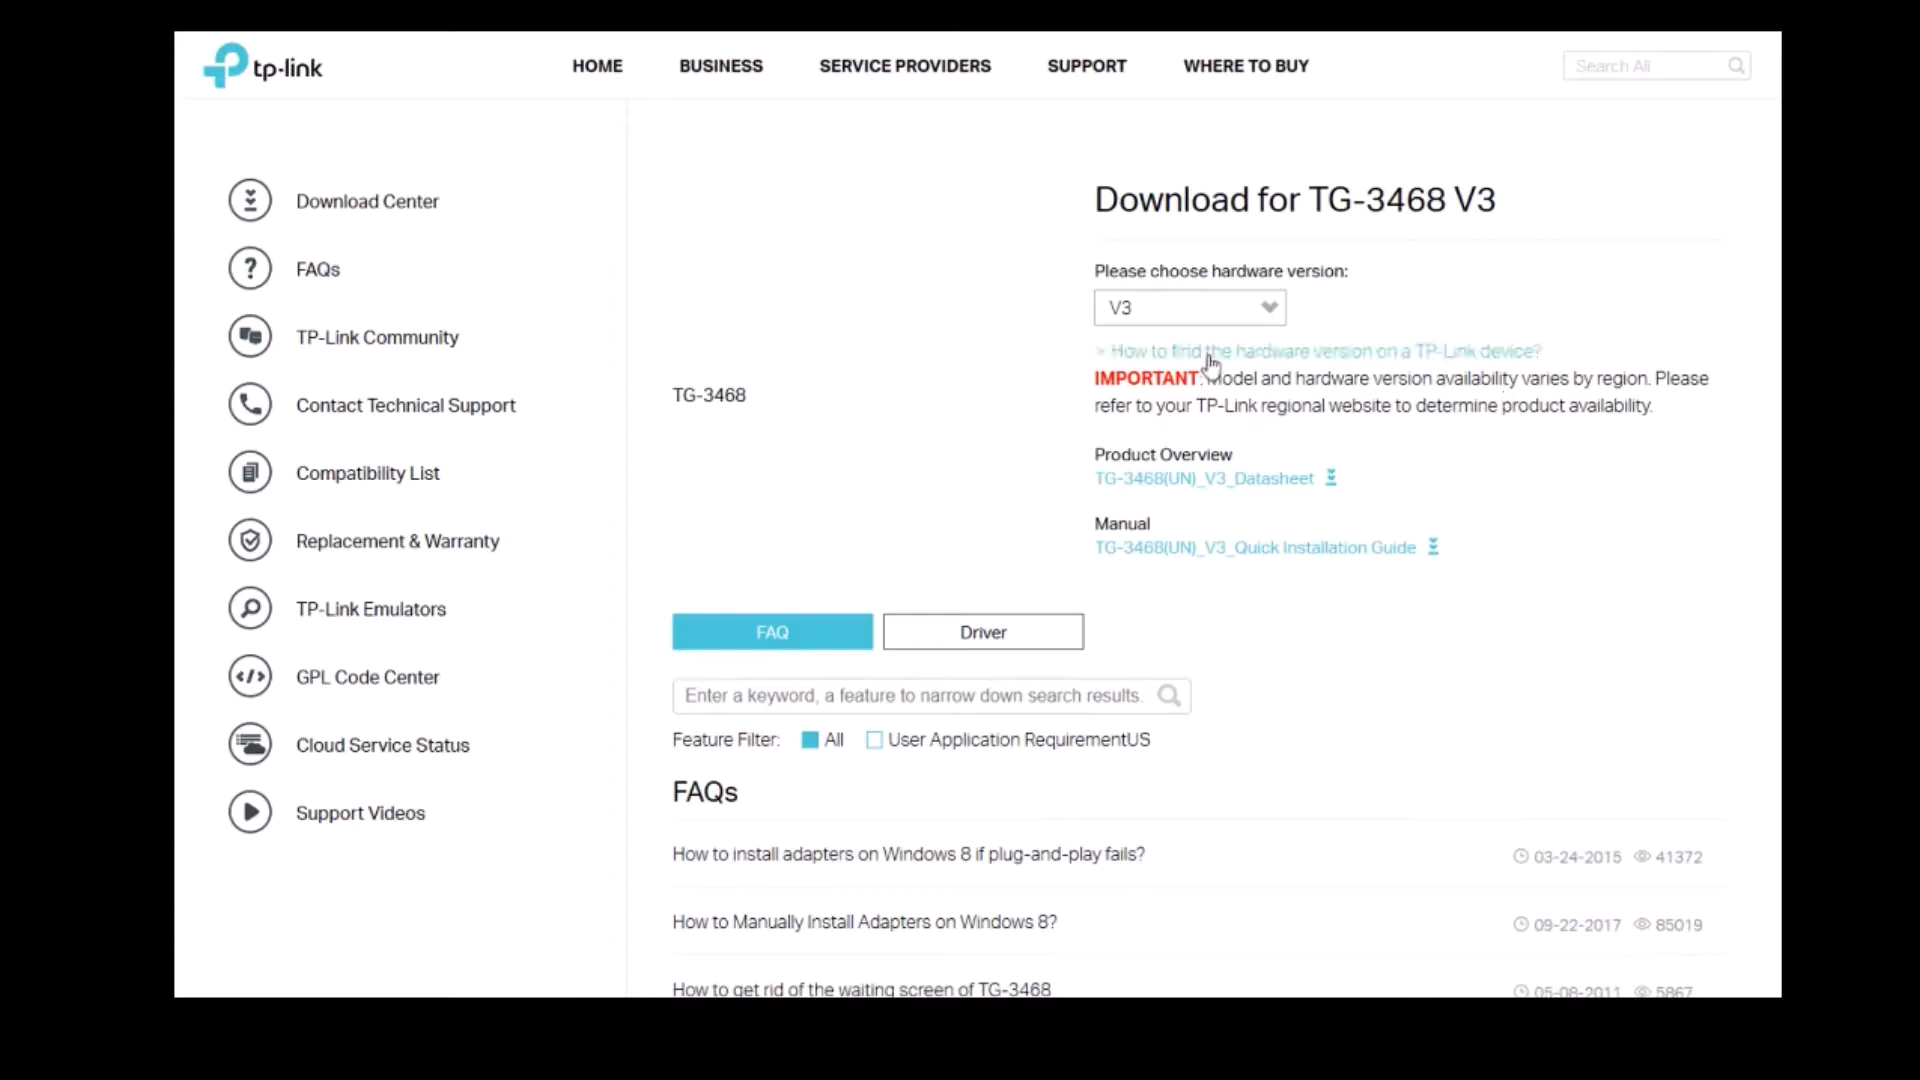 tp-link
HOME BUSINESS SERVICE PROVIDERS SUPPORT WHERE TO BUY
Search All
Download Center
FAQs
TP-Link Community
Contact Technical Support
Compatibility List
Replacement & Warranty
TP-Link Emulators
GPL Code Center
Cloud Service Status
Support Videos
TG-3468
Download for TG-3468 V3
Please choose hardware version:
V3
> How to find the hardware version on a TP-Link device?
IMPORTANT: Model and hardware version availability varies by region. Please
refer to your TP-Link regional website to determine product availability.
Product Overview
TG-3468(UN)_V3_Datasheet
Manual
TG-3468(UN)_V3_Quick Installation Guide
FAQ Driver
Enter a keyword, a feature to narrow down search results.
Feature Filter: All User Application RequirementUS
FAQs
How to install adapters on Windows 8 if plug-and-play fails? 03-24-2015 41372
How to Manually Install Adapters on Windows 8? 09-22-2017 85019
How to get rid of the waiting screen of TG-3468 05-08-2011 5867